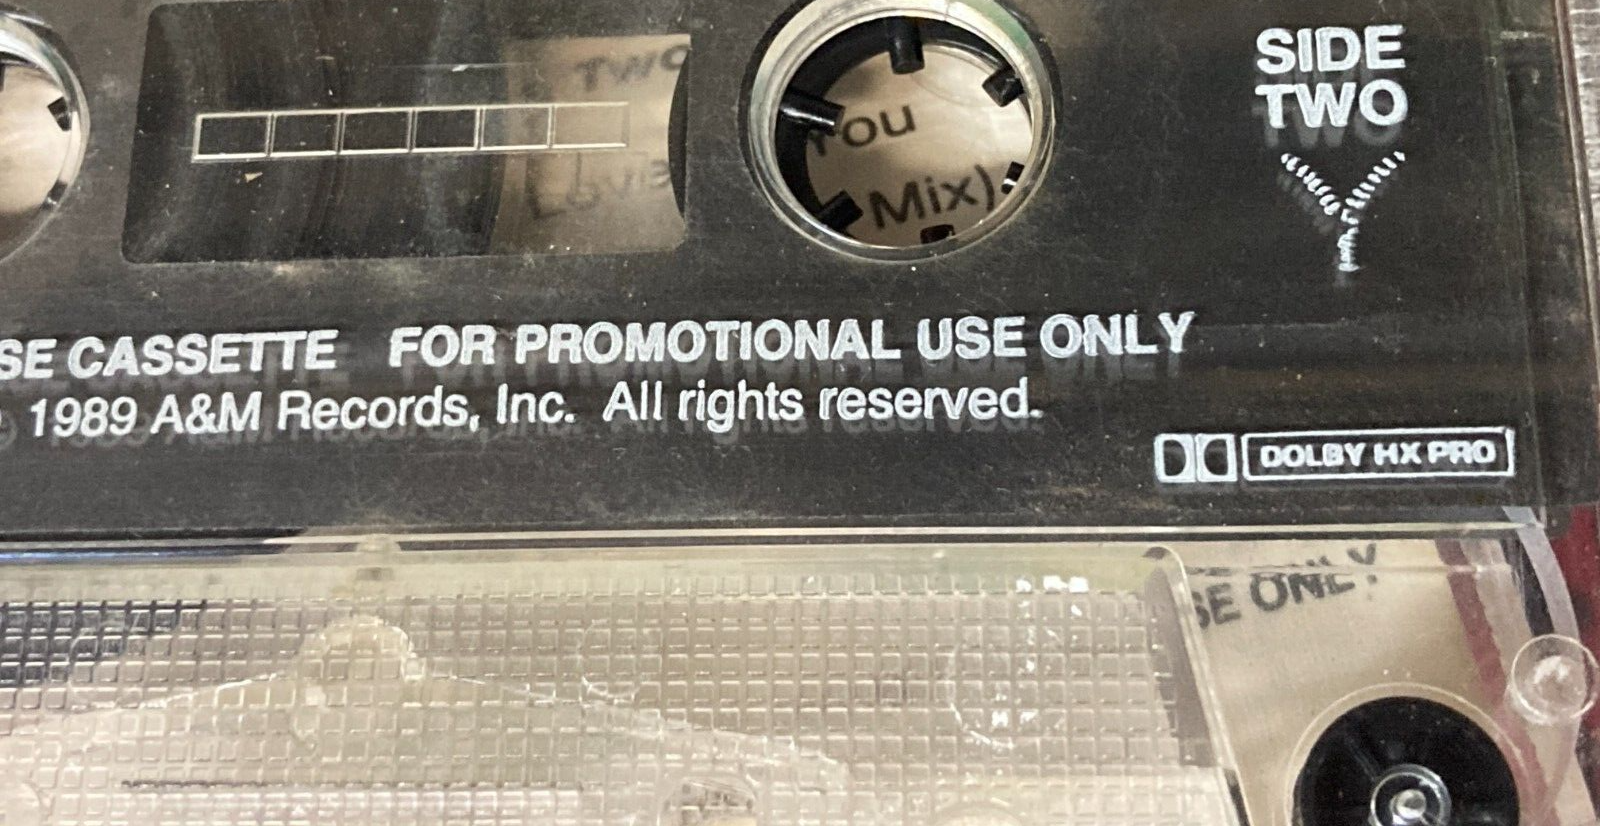 SIDE
TWO
TWO
You
Mix)
SE CASSETTE FOR PROMOTIONAL USE ONLY
1989 A&M Records, Inc. All rights reserved.
DOLBY HX PRO
SE ONLY